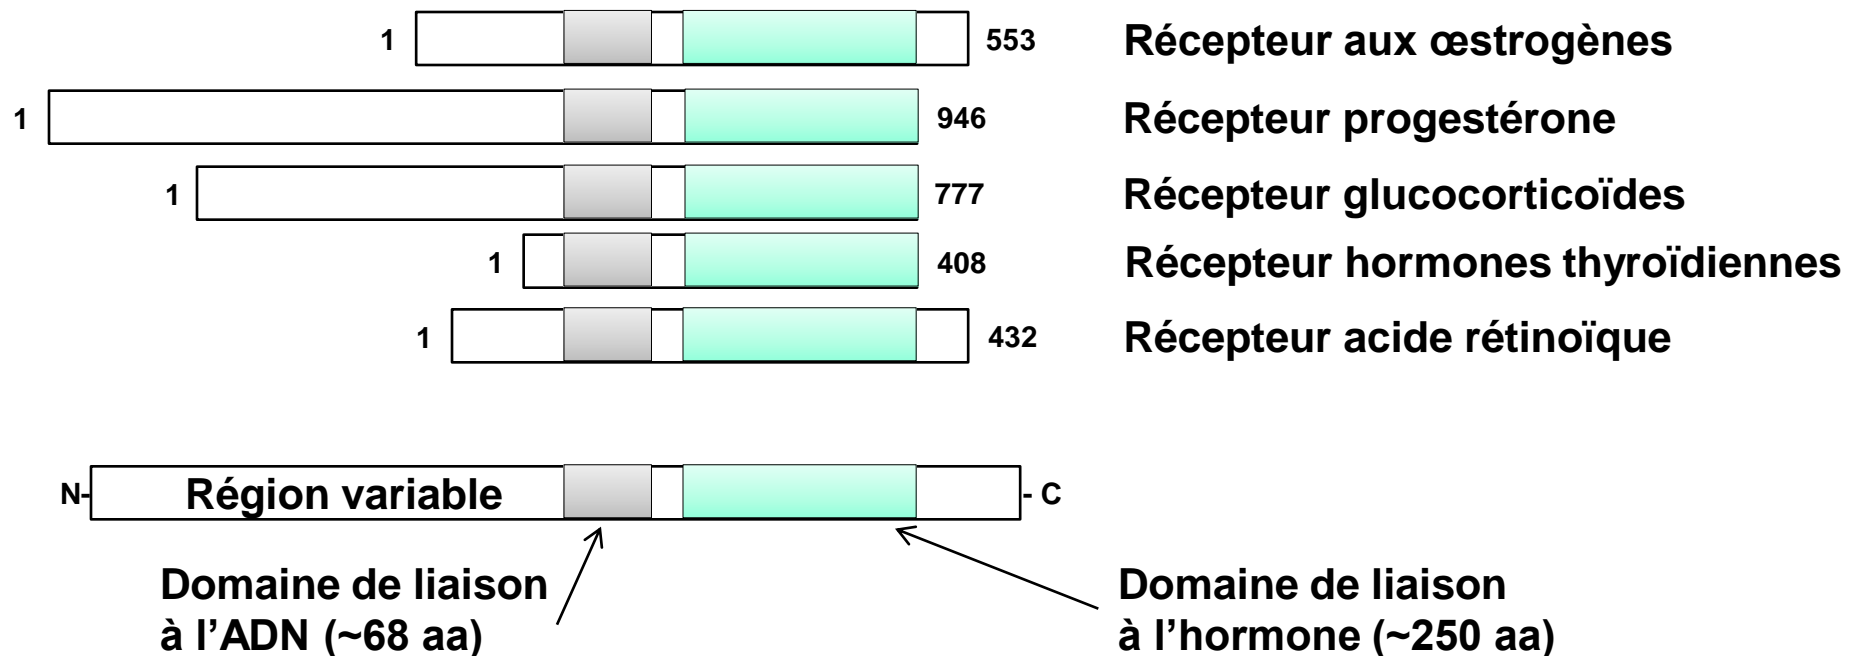 1 553 Récepteur aux œstrogènes
1 946 Récepteur progestérone
1 777 Récepteur glucocorticoïdes
1 408 Récepteur hormones thyroïdiennes
1 432 Récepteur acide rétinoïque
N- Région variable - C
Domaine de liaison
à l’ADN (~68 aa)
Domaine de liaison
à l’hormone (~250 aa)